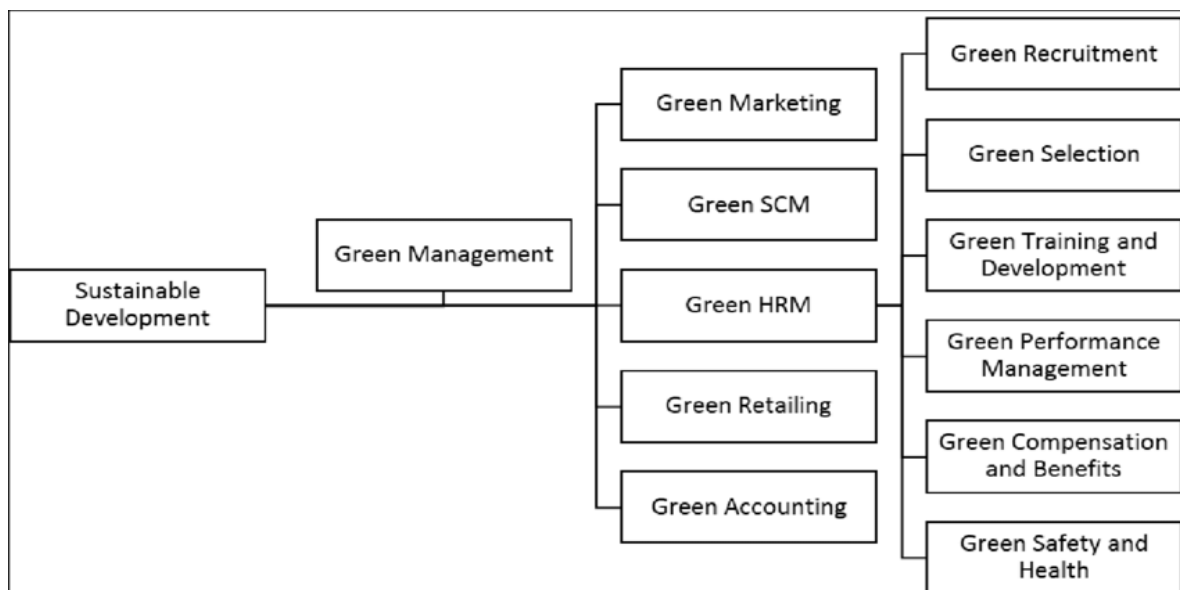 Sustainable
Development
Green Management
Green Marketing
Green SCM
Green HRM
Green Retailing
Green Accounting
Green Recruitment
Green Selection
Green Training and
Development
Green Performance
Management
Green Compensation
and Benefits
Green Safety and
Health